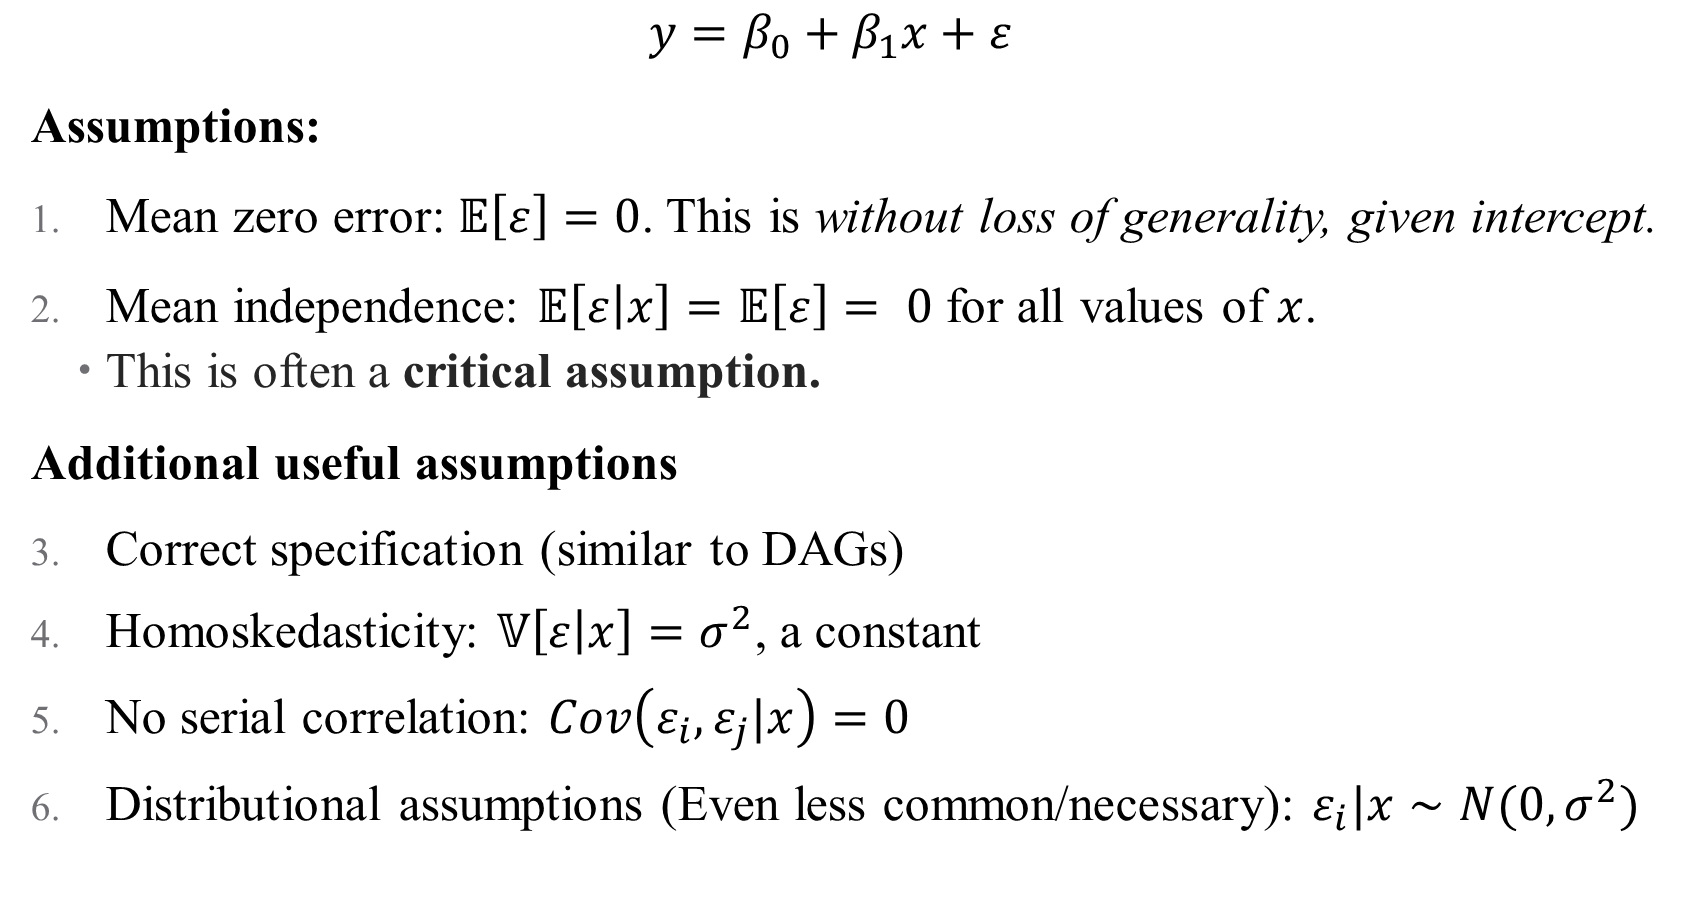 y = β₀ + β₁x + ε
Assumptions:
1. Mean zero error: 𝔼[ε] = 0. This is without loss of generality, given intercept.
2. Mean independence: 𝔼[ε|x] = 𝔼[ε] = 0 for all values of x.
• This is often a critical assumption.
Additional useful assumptions
3. Correct specification (similar to DAGs)
4. Homoskedasticity: 𝕍[ε|x] = σ², a constant
5. No serial correlation: Cov(εᵢ, εⱼ|x) = 0
6. Distributional assumptions (Even less common/necessary): εᵢ|x ~ N(0, σ²)